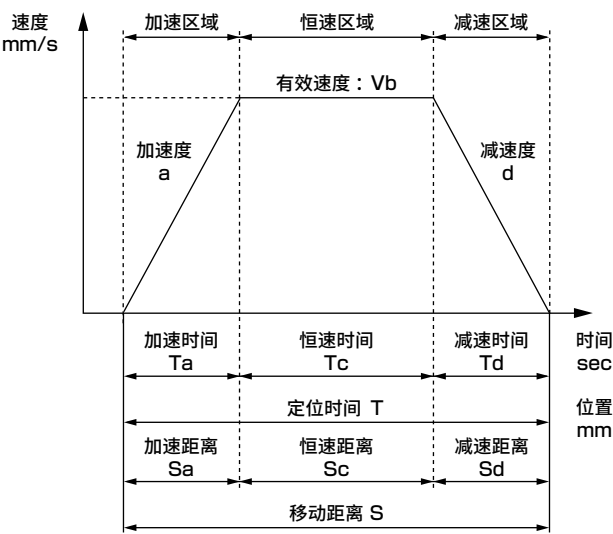 速度
mm/s
加速区域
恒速区域
减速区域
有效速度：Vb
加速度
a
减速度
d
加速时间
Ta
恒速时间
Tc
减速时间
Td
时间
sec
定位时间 T
位置
mm
加速距离
Sa
恒速距离
Sc
减速距离
Sd
移动距离 S